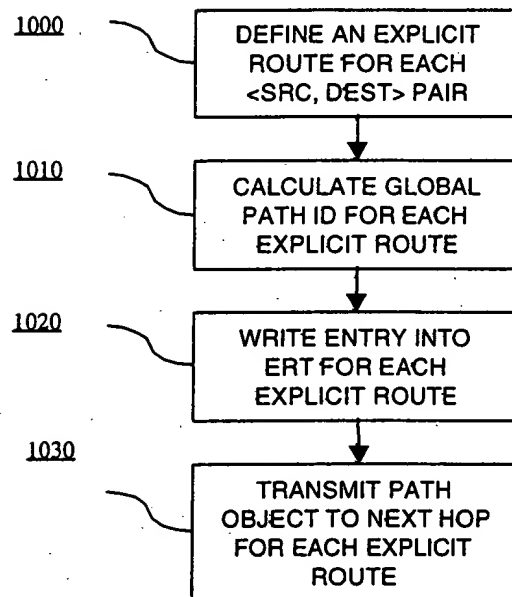 1000
DEFINE AN EXPLICIT
ROUTE FOR EACH
<SRC, DEST> PAIR
1010
CALCULATE GLOBAL
PATH ID FOR EACH
EXPLICIT ROUTE
1020
WRITE ENTRY INTO
ERT FOR EACH
EXPLICIT ROUTE
1030
TRANSMIT PATH
OBJECT TO NEXT HOP
FOR EACH EXPLICIT
ROUTE